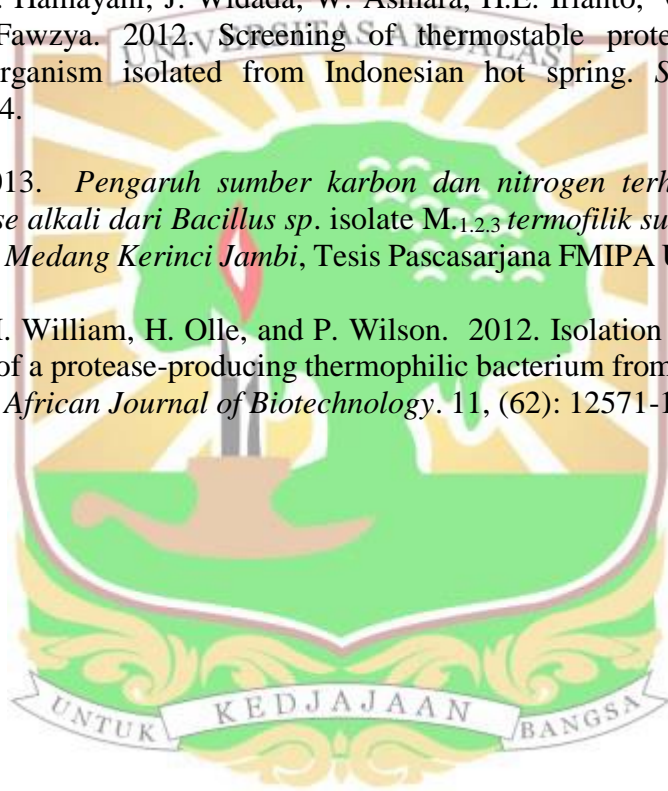 . Hamayani, J. Widada, W. Asmara, H.E. Irianto,
Fawzya. 2012. Screening of thermostable prote
UNIVERSITAS ANDALAS
rganism isolated from Indonesian hot spring. S
4.
013. Pengaruh sumber karbon dan nitrogen terh
se alkali dari Bacillus sp. isolate M.1.2.3 termofilik su
Medang Kerinci Jambi, Tesis Pascasarjana FMIPA U
. William, H. Olle, and P. Wilson. 2012. Isolation
of a protease-producing thermophilic bacterium from
African Journal of Biotechnology. 11, (62): 12571-1
UNTUK KEDJAJAAN BANGSA